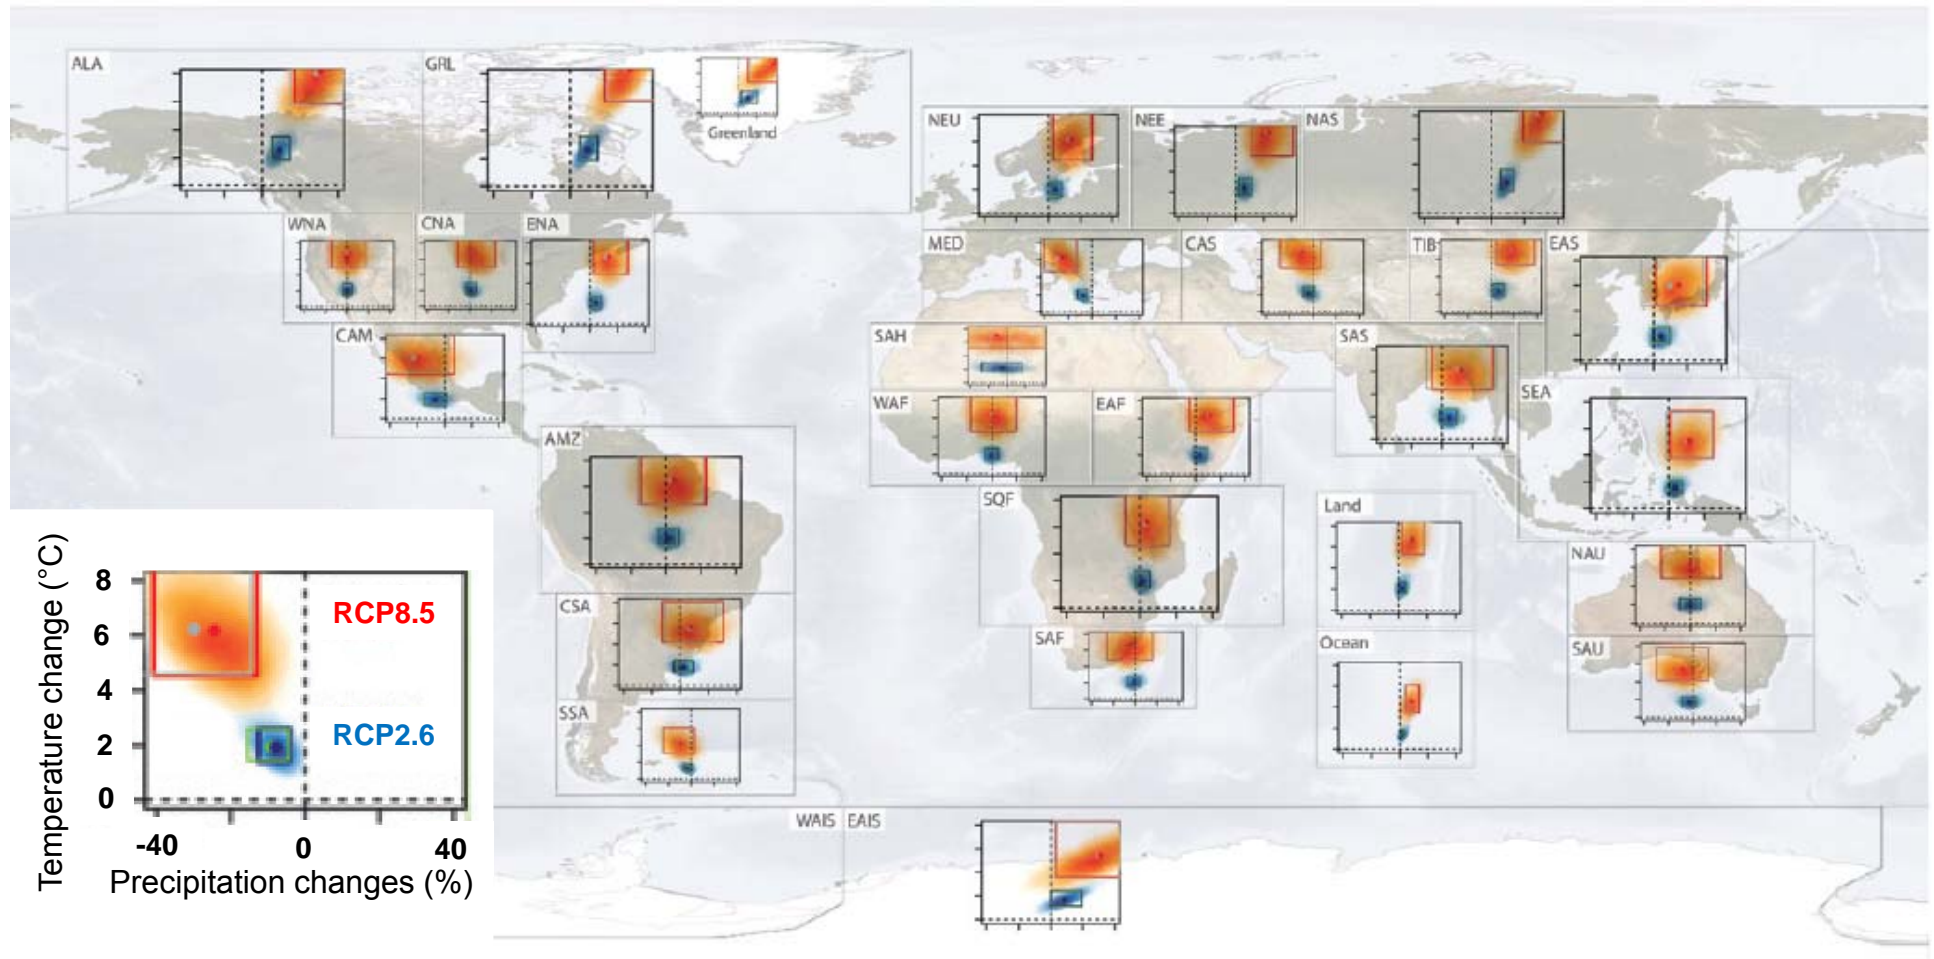 ALA
GRL
Greenland
NEU
NEE
NAS
WNA
CNA
ENA
MED
CAS
TIB
EAS
CAM
SAH
SAS
SEA
WAF
EAF
AMZ
SQF
Land
NAU
CSA
SAF
Ocean
SAU
SSA
WAIS
EAIS
Temperature change (°C)
8
6
4
2
0
RCP8.5
RCP2.6
-40
0
40
Precipitation changes (%)